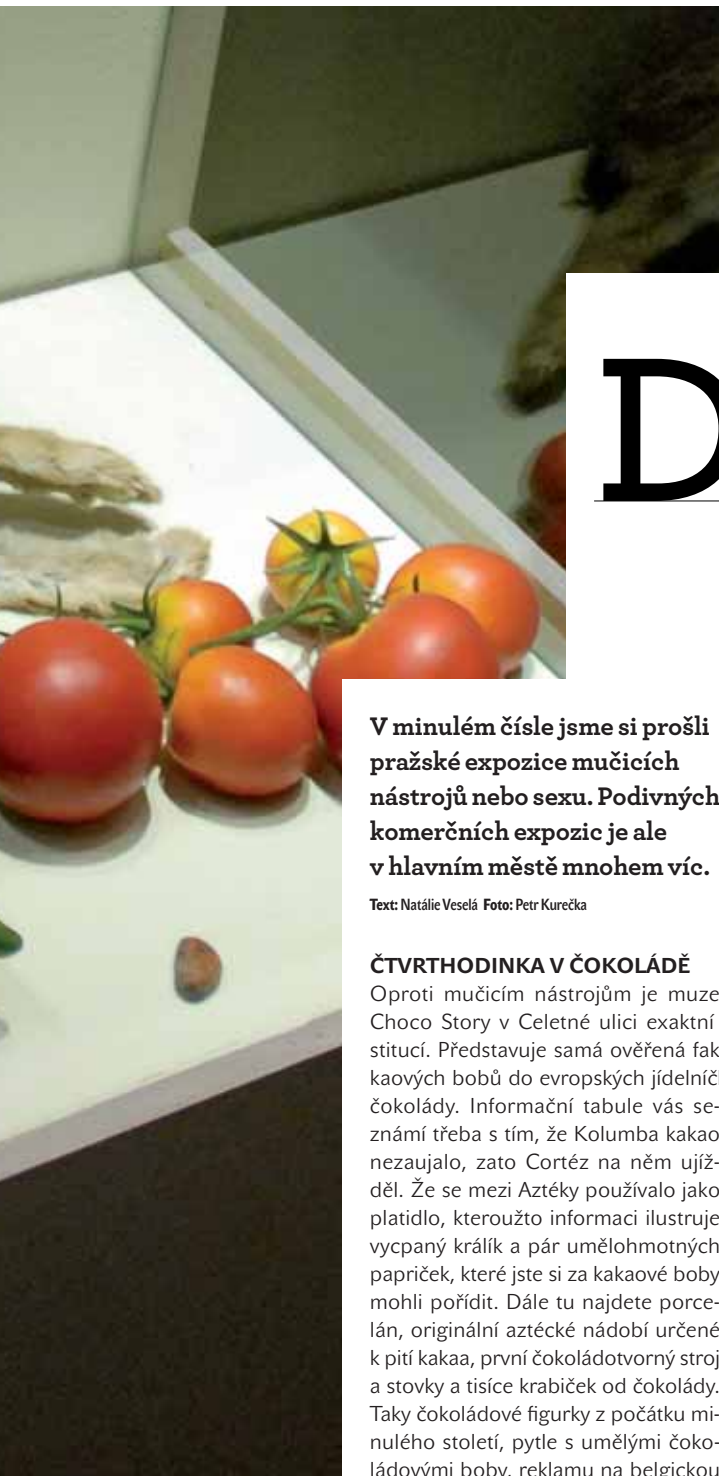 D
V minulém čísle jsme si prošli
pražské expozice mučicích
nástrojů nebo sexu. Podivných
komerčních expozic je ale
v hlavním městě mnohem víc.
Text: Natálie Veselá Foto: Petr Kurečka
ČTVRTHODINKA V ČOKOLÁDĚ
Oproti mučicím nástrojům je muze
Choco Story v Celetné ulici exaktní
stitucí. Představuje samá ověřená fak
kaových bobů do evropských jídelníč
čokolády. Informační tabule vás se-
známí třeba s tím, že Kolumba kakao
nezaujalo, zato Cortéz na něm ujíž-
děl. Že se mezi Aztéky používalo jako
platidlo, kteroužto informaci ilustruje
vycpaný králík a pár umělohmotných
papriček, které jste si za kakaové boby
mohli pořídit. Dále tu najdete porce-
lán, originální aztécké nádobí určené
k pití kakaa, první čokoládotvorný stroj
a stovky a tisíce krabiček od čokolády.
Taky čokoládové figurky z počátku mi-
nulého století, pytle s umělými čoko-
ládovými boby, reklamu na belgickou